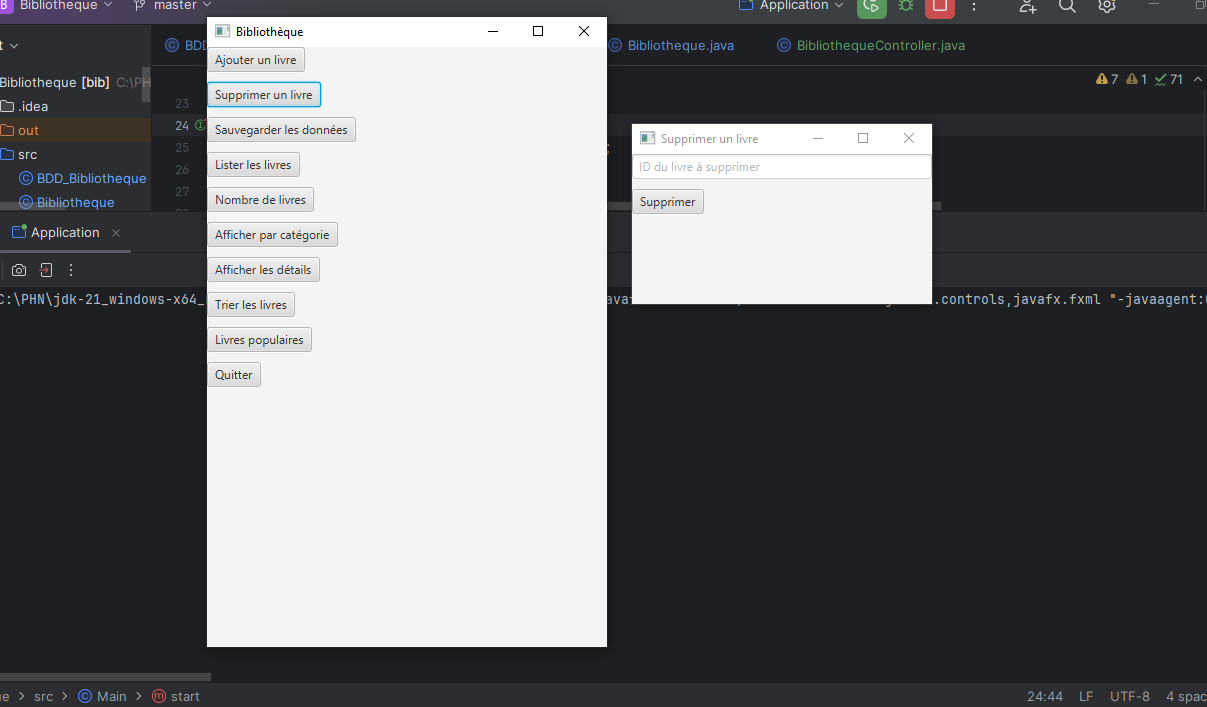 B Bibliotheque master Application
Bibliothèque
BDD Bibliotheque.java BibliothequeController.java
Ajouter un livre
Supprimer un livre
Sauvegarder les données
Lister les livres
Nombre de livres
Afficher par catégorie
Afficher les détails
Trier les livres
Livres populaires
Quitter
Supprimer un livre
ID du livre à supprimer
Supprimer
7 1 71
Bibliotheque [bib] C:\PH
.idea
out
src
BDD_Bibliotheque
Bibliotheque
23
24
25
26
27
;
Application
C:\PHN\jdk-21_windows-x64_ .controls,javafx.fxml "-javaagent:
src Main start
24:44 LF UTF-8 4 spac